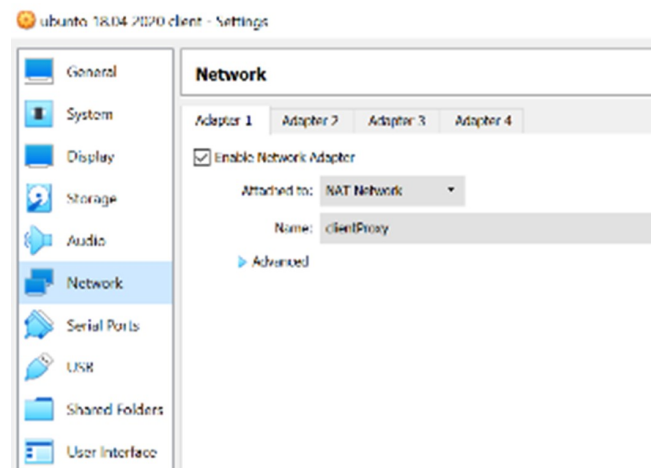 ubunto 18.04 2020 client - Settings
General
System
Display
Storage
Audio
Network
Serial Ports
USB
Shared Folders
User Interface
Network
Adapter 1 Adapter 2 Adapter 3 Adapter 4
Enable Network Adapter
Attached to: NAT Network
Name: clientProxy
Advanced